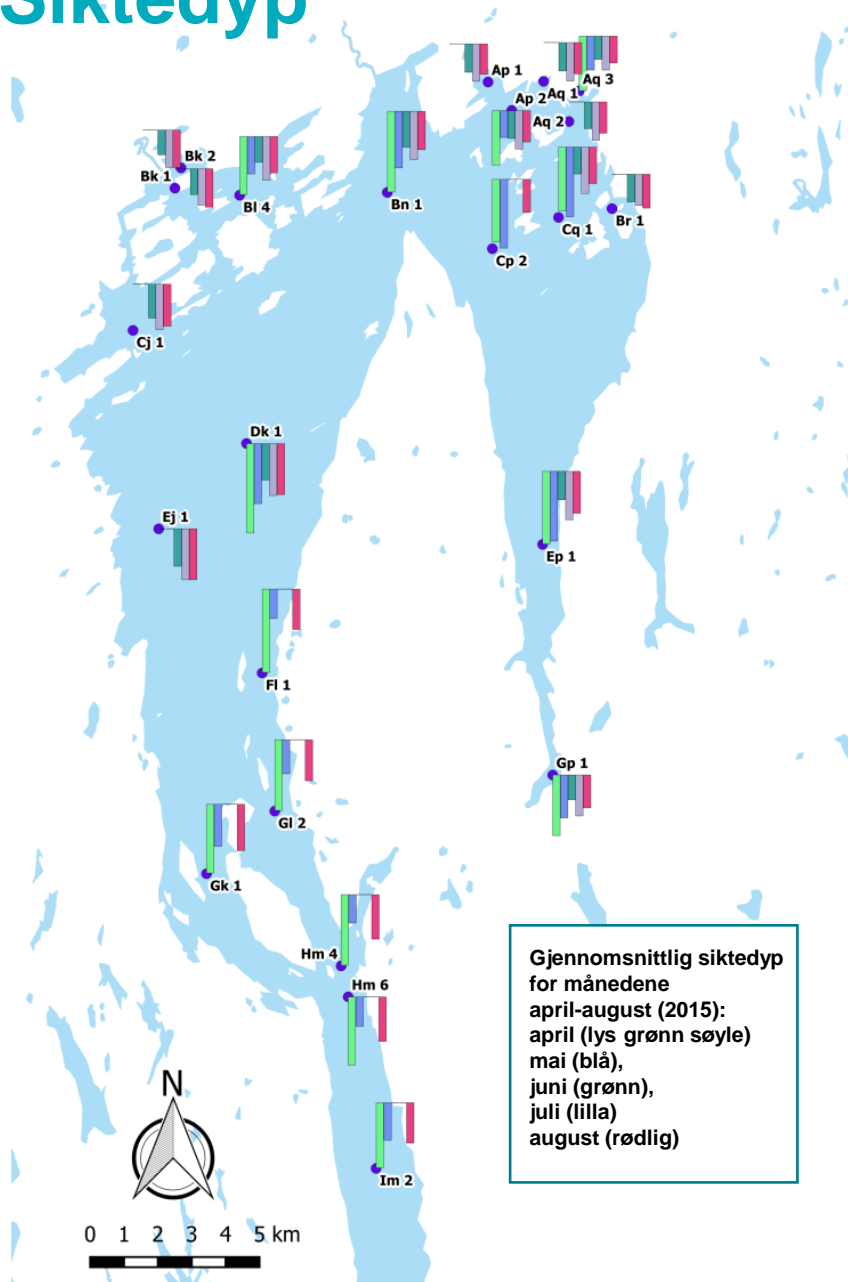 Siktedyp
Ap 1
Aq 3
Aq 1
Ap 2
Aq 2
Bk 2
Bk 1
Bl 4
Bn 1
Br 1
Cq 1
Cp 2
Cj 1
Dk 1
Ej 1
Ep 1
Fl 1
Gp 1
Gl 2
Gk 1
Hm 4
Hm 6
Im 2
Gjennomsnittlig siktedyp
for månedene
april-august (2015):
april (lys grønn søyle)
mai (blå),
juni (grønn),
juli (lilla)
august (rødlig)
N
0 1 2 3 4 5 km